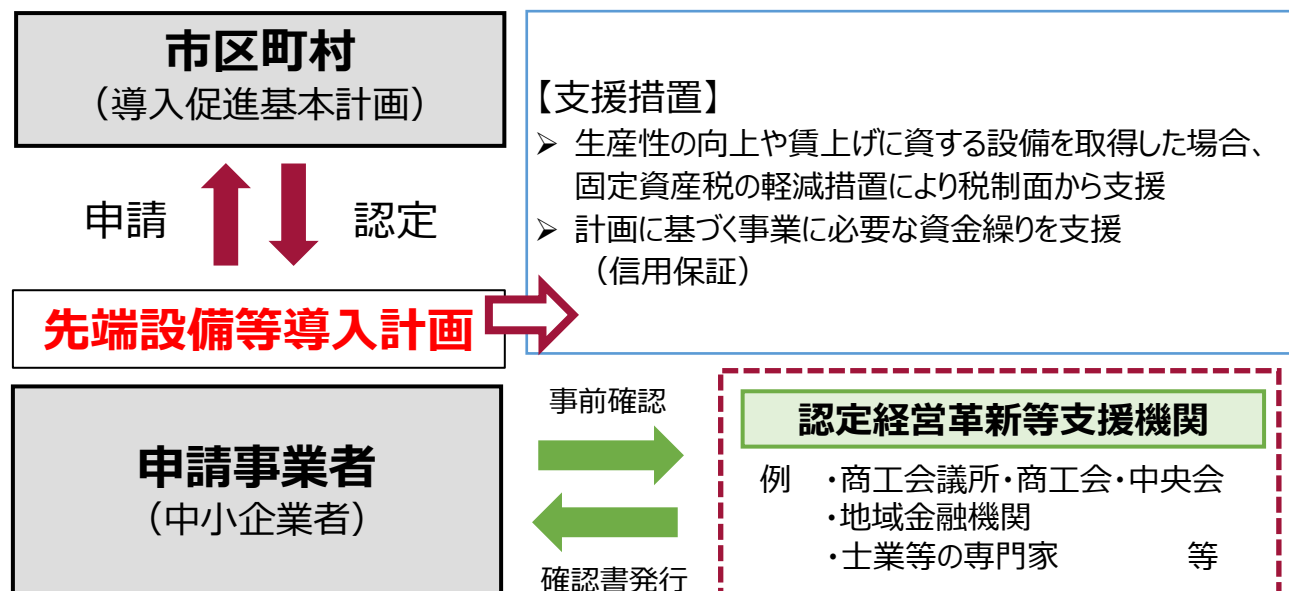 市区町村
（導入促進基本計画）
申請
認定
先端設備等導入計画
【支援措置】
➢ 生産性の向上や賃上げに資する設備を取得した場合、
固定資産税の軽減措置により税制面から支援
➢ 計画に基づく事業に必要な資金繰りを支援
（信用保証）
申請事業者
（中小企業者）
事前確認
確認書発行
認定経営革新等支援機関
例 ・商工会議所・商工会・中央会
・地域金融機関
・士業等の専門家 等